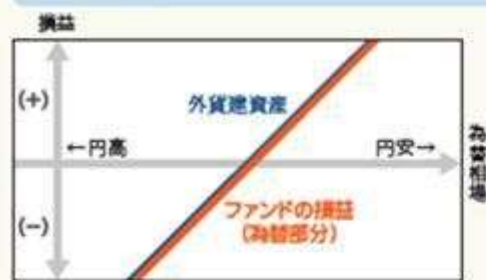 損益
(+)
外貨建資産
←円高
円安→
為替相場
ファンドの損益
(為替部分)
(−)